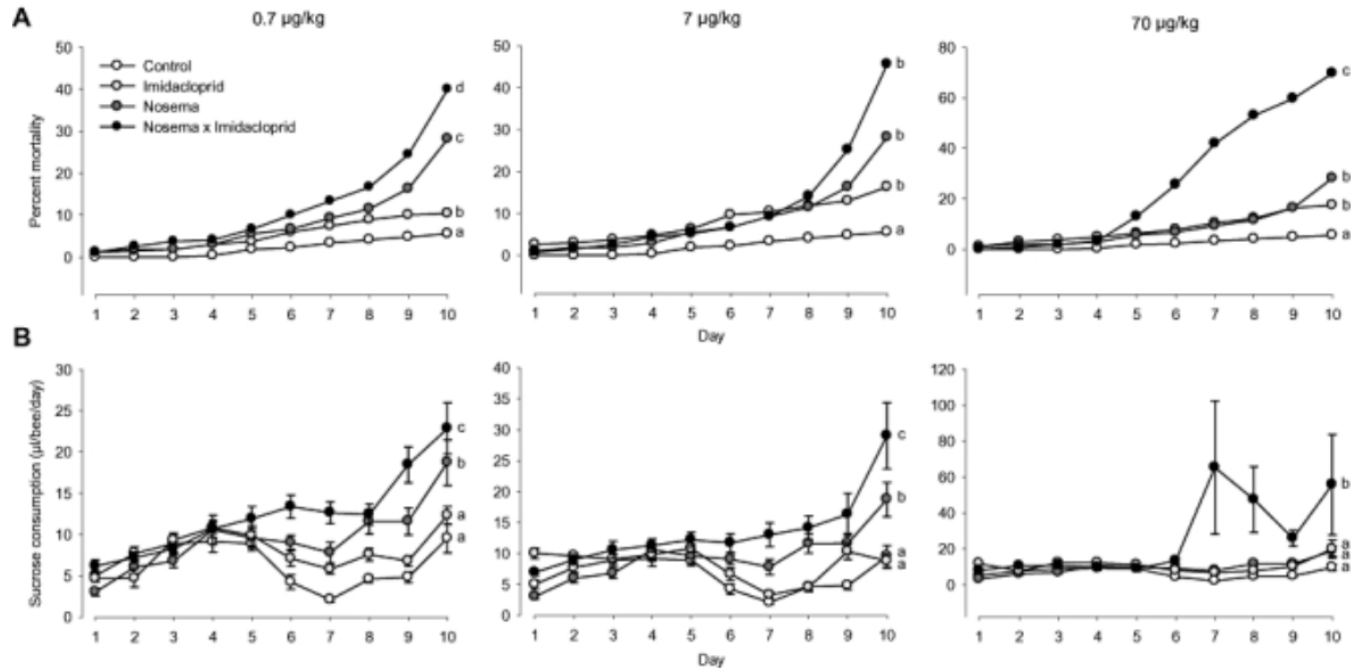 A
0.7 µg/kg
7 µg/kg
70 µg/kg
Percent mortality
50
40
30
20
10
0
Control
Imidacloprid
Nosema
Nosema x Imidacloprid
d
c
b
a
1 2 3 4 5 6 7 8 9 10
50
40
30
20
10
0
b
b
b
a
1 2 3 4 5 6 7 8 9 10
Day
80
60
40
20
0
c
b
b
a
1 2 3 4 5 6 7 8 9 10
B
Sucrose consumption (µl/bee/day)
30
25
20
15
10
5
0
c
b
a
a
1 2 3 4 5 6 7 8 9 10
40
35
30
25
20
15
10
5
0
c
b
a
a
1 2 3 4 5 6 7 8 9 10
Day
120
100
80
60
40
20
0
b
a
a
a
1 2 3 4 5 6 7 8 9 10